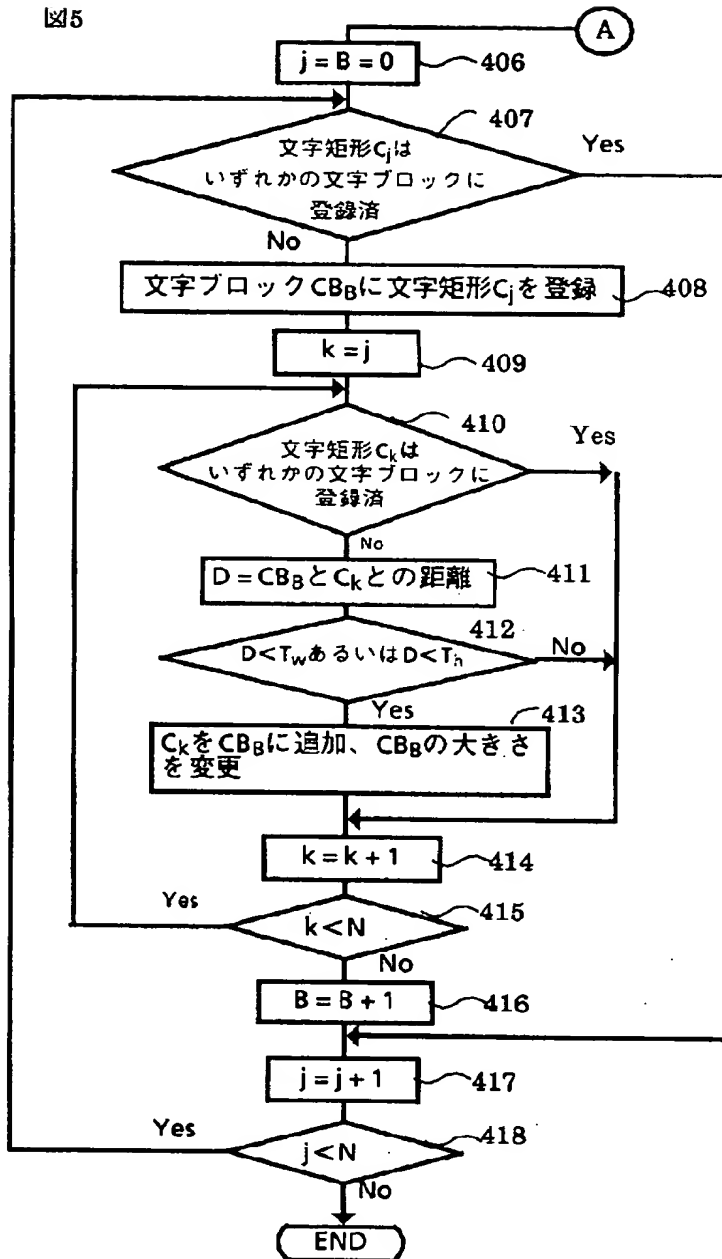 図5
A
j = B = 0
406
407
文字矩形Cjは
いずれかの文字ブロックに
登録済
Yes
No
文字ブロックCBBに文字矩形Cjを登録
408
k = j
409
410
文字矩形Ckは
いずれかの文字ブロックに
登録済
Yes
No
D = CBBとCkとの距離
411
412
D<TwあるいはD<Th
No
Yes
413
CkをCBBに追加、CBBの大きさ
を変更
k = k + 1
414
Yes
k < N
415
No
B = B + 1
416
j = j + 1
417
Yes
j < N
418
No
END